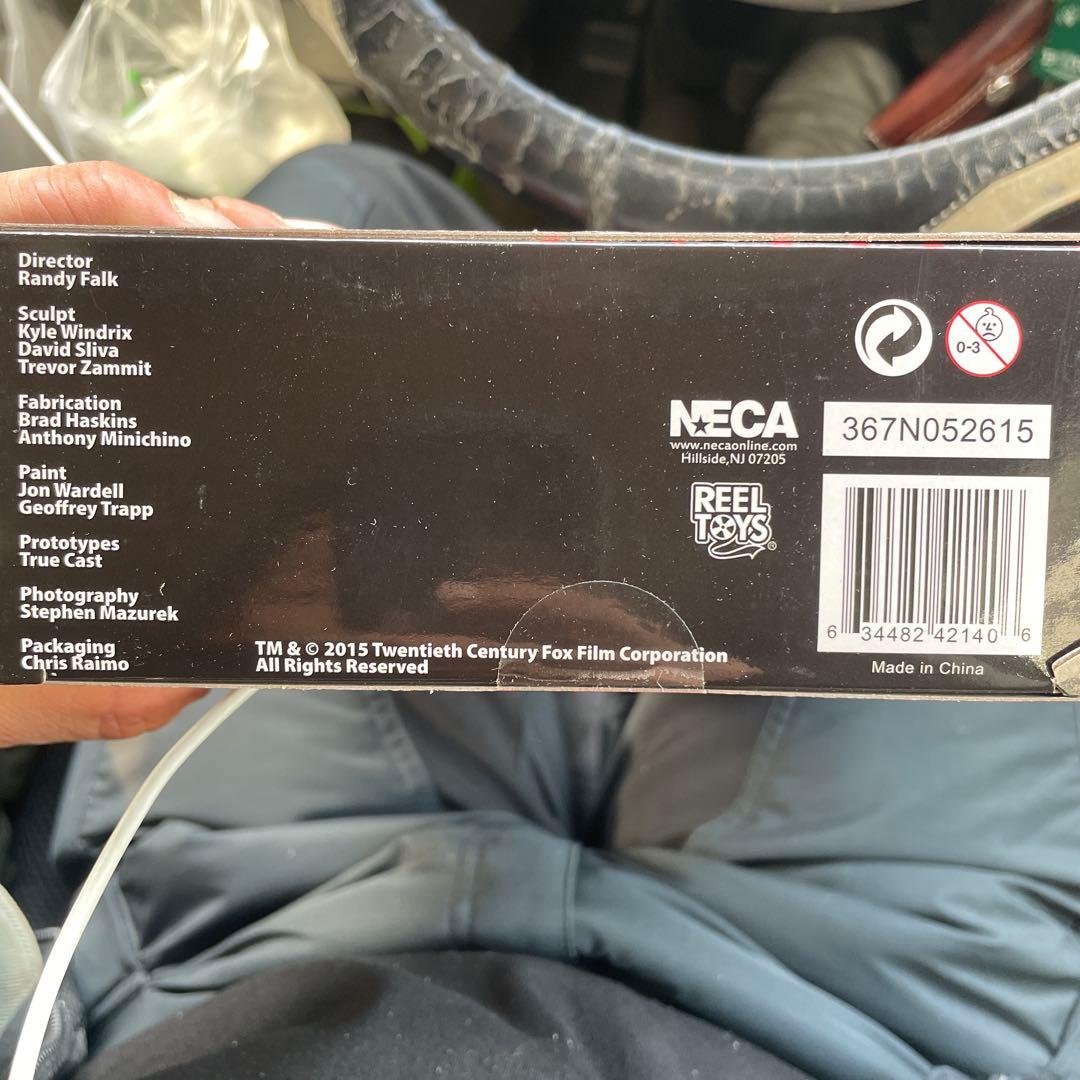 Director
Randy Falk
Sculpt
Kyle Windrix
David Sliva
Trevor Zammit
Fabrication
Brad Haskins
Anthony Minichino
Paint
Jon Wardell
Geoffrey Trapp
Prototypes
True Cast
Photography
Stephen Mazurek
Packaging
Chris Raimo
TM & © 2015 Twentieth Century Fox Film Corporation
All Rights Reserved
NECA
www.necaonline.com
Hillside,NJ 07205
REEL
TOYS®
0-3
367N052615
6 34482 42140 6
Made in China